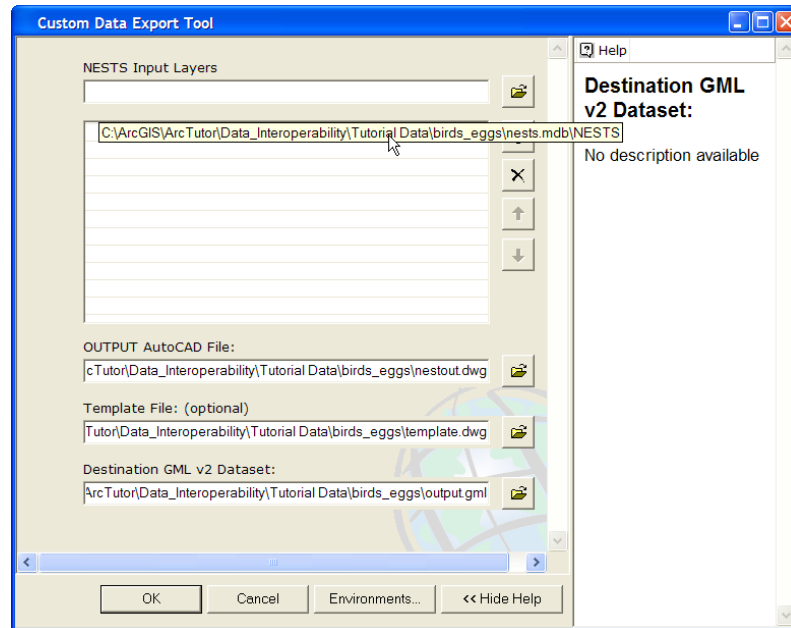 Custom Data Export Tool
NESTS Input Layers
C:\ArcGIS\ArcTutor\Data_Interoperability\Tutorial Data\birds_eggs\nests.mdb\NESTS
OUTPUT AutoCAD File:
cTutor\Data_Interoperability\Tutorial Data\birds_eggs\nestout.dwg
Template File: (optional)
Tutor\Data_Interoperability\Tutorial Data\birds_eggs\template.dwg
Destination GML v2 Dataset:
ArcTutor\Data_Interoperability\Tutorial Data\birds_eggs\output.gml
OK
Cancel
Environments...
<< Hide Help
Help
Destination GML
v2 Dataset:
No description available